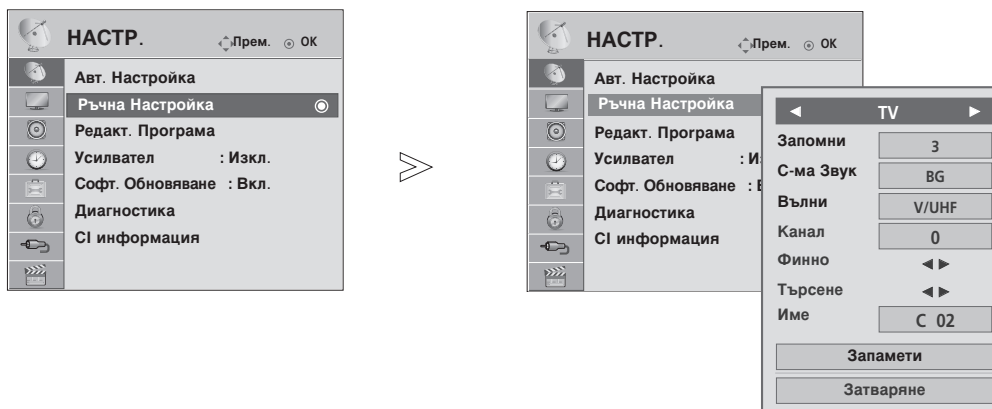 НАСТР.
Прем. OK
Авт. Настройка
Ръчна Настройка
Редакт. Програма
Усилвател : Изкл.
Софт. Обновяване : Вкл.
Диагностика
CI информация
НАСТР.
Прем. OK
Авт. Настройка
Ръчна Настройка
Редакт. Програма
Усилвател : И
Софт. Обновяване :
Диагностика
CI информация
◄ TV ►
Запомни 3
С-ма Звук BG
Вълни V/UHF
Канал 0
Финно ◄ ►
Търсене ◄ ►
Име C 02
Запамети
Затваряне